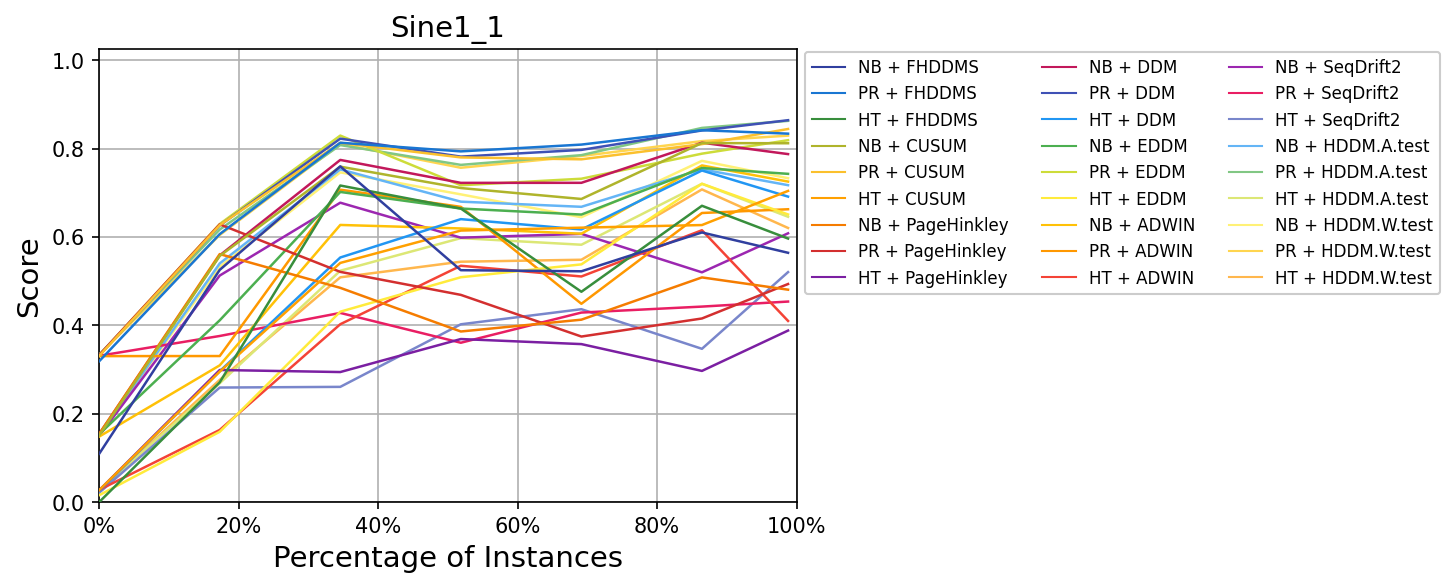 Sine1_1
Score
1.0
0.8
0.6
0.4
0.2
0.0
0% 20% 40% 60% 80% 100%
Percentage of Instances
NB + FHDDMS
PR + FHDDMS
HT + FHDDMS
NB + CUSUM
PR + CUSUM
HT + CUSUM
NB + PageHinkley
PR + PageHinkley
HT + PageHinkley
NB + DDM
PR + DDM
HT + DDM
NB + EDDM
PR + EDDM
HT + EDDM
NB + ADWIN
PR + ADWIN
HT + ADWIN
NB + SeqDrift2
PR + SeqDrift2
HT + SeqDrift2
NB + HDDM.A.test
PR + HDDM.A.test
HT + HDDM.A.test
NB + HDDM.W.test
PR + HDDM.W.test
HT + HDDM.W.test